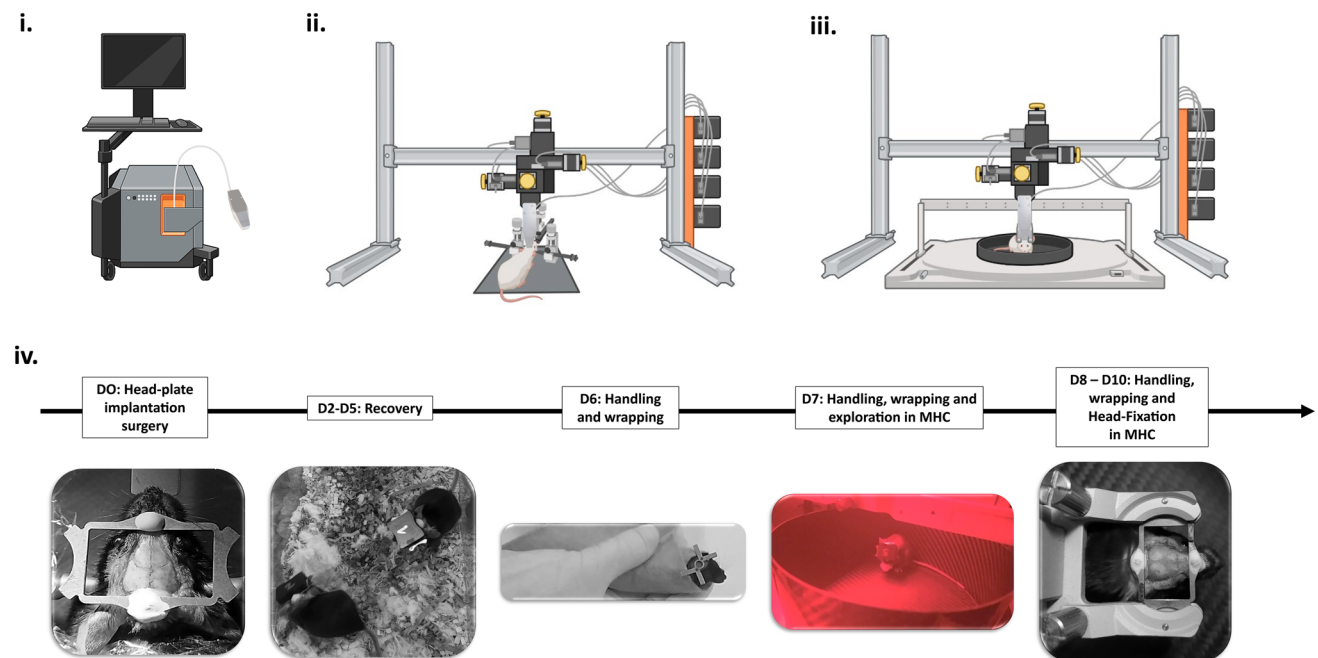 i.
ii.
iii.
iv.
DO: Head-plate
implantation
surgery
D2-D5: Recovery
D6: Handling
and wrapping
D7: Handling, wrapping and
exploration in MHC
D8 – D10: Handling,
wrapping and
Head-Fixation
in MHC